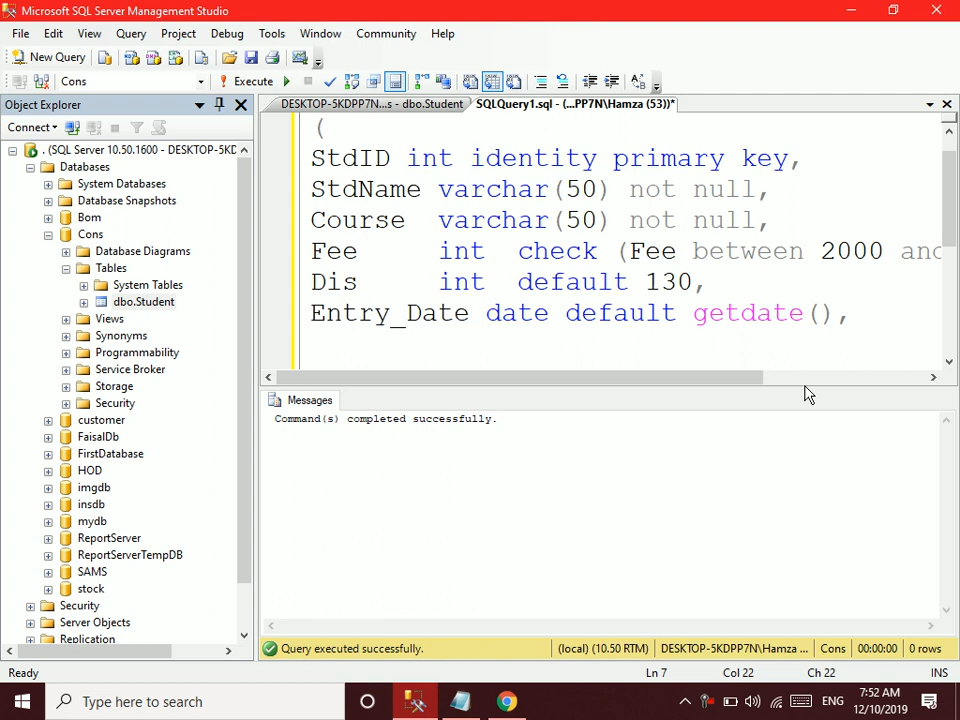 Microsoft SQL Server Management Studio
File Edit View Query Project Debug Tools Window Community Help
New Query
Cons Execute
Object Explorer
DESKTOP-5KDPP7N...s - dbo.Student SQLQuery1.sql - (...PP7N\Hamza (53))*
Connect
. (SQL Server 10.50.1600 - DESKTOP-5KD
Databases
System Databases
Database Snapshots
Bom
Cons
Database Diagrams
Tables
System Tables
dbo.Student
Views
Synonyms
Programmability
Service Broker
Storage
Security
customer
FaisalDb
FirstDatabase
HOD
imgdb
insdb
mydb
ReportServer
ReportServerTempDB
SAMS
stock
Security
Server Objects
Replication
(
StdID int identity primary key,
StdName varchar(50) not null,
Course varchar(50) not null,
Fee int check (Fee between 2000 and
Dis int default 130,
Entry_Date date default getdate(),
Messages
Command(s) completed successfully.
Query executed successfully. (local) (10.50 RTM) DESKTOP-5KDPP7N\Hamza ... Cons 00:00:00 0 rows
Ready Ln 7 Col 22 Ch 22 INS
Type here to search
ENG
7:52 AM
12/10/2019